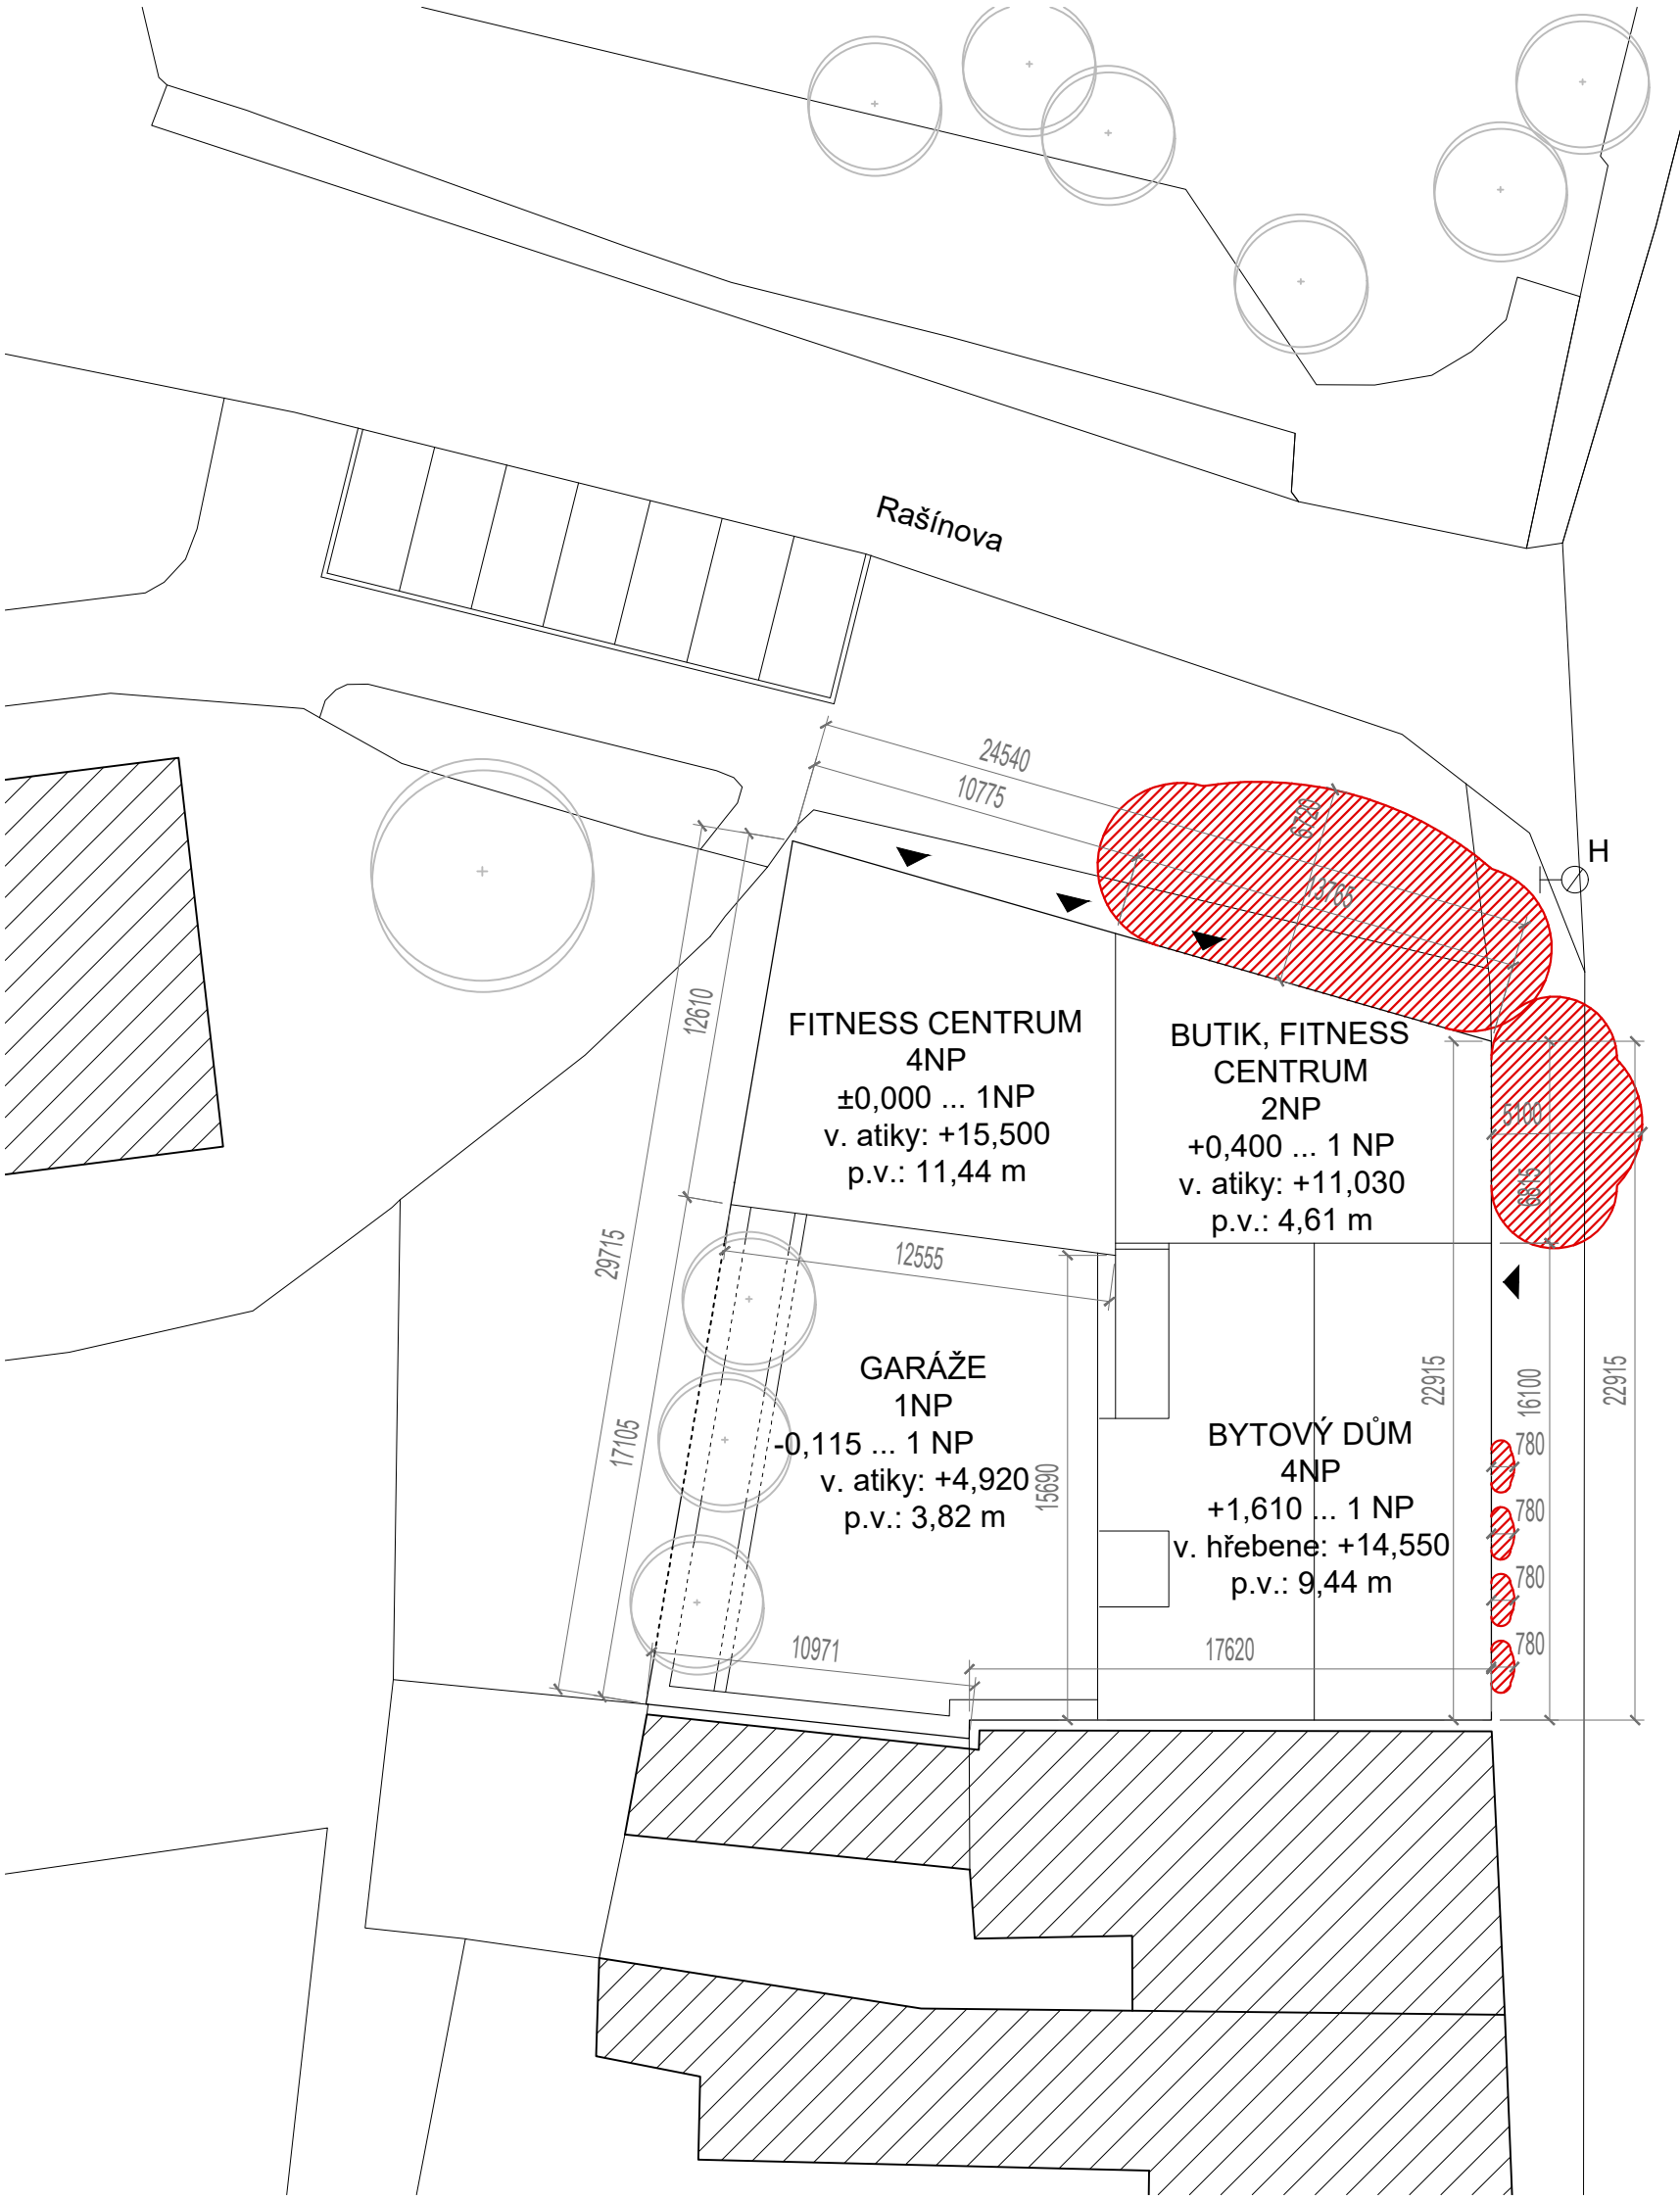 Rašínova
24540
10775
6750
13765
H
12610
29715
17105
FITNESS CENTRUM
4NP
±0,000 ... 1NP
v. atiky: +15,500
p.v.: 11,44 m
BUTIK, FITNESS
CENTRUM
2NP
+0,400 ... 1 NP
v. atiky: +11,030
p.v.: 4,61 m
5100
6815
12555
GARÁŽE
1NP
-0,115 ... 1 NP
v. atiky: +4,920
p.v.: 3,82 m
15690
22915
16100
22915
BYTOVÝ DŮM
4NP
+1,610 ... 1 NP
v. hřebene: +14,550
p.v.: 9,44 m
780
780
780
780
10971
17620